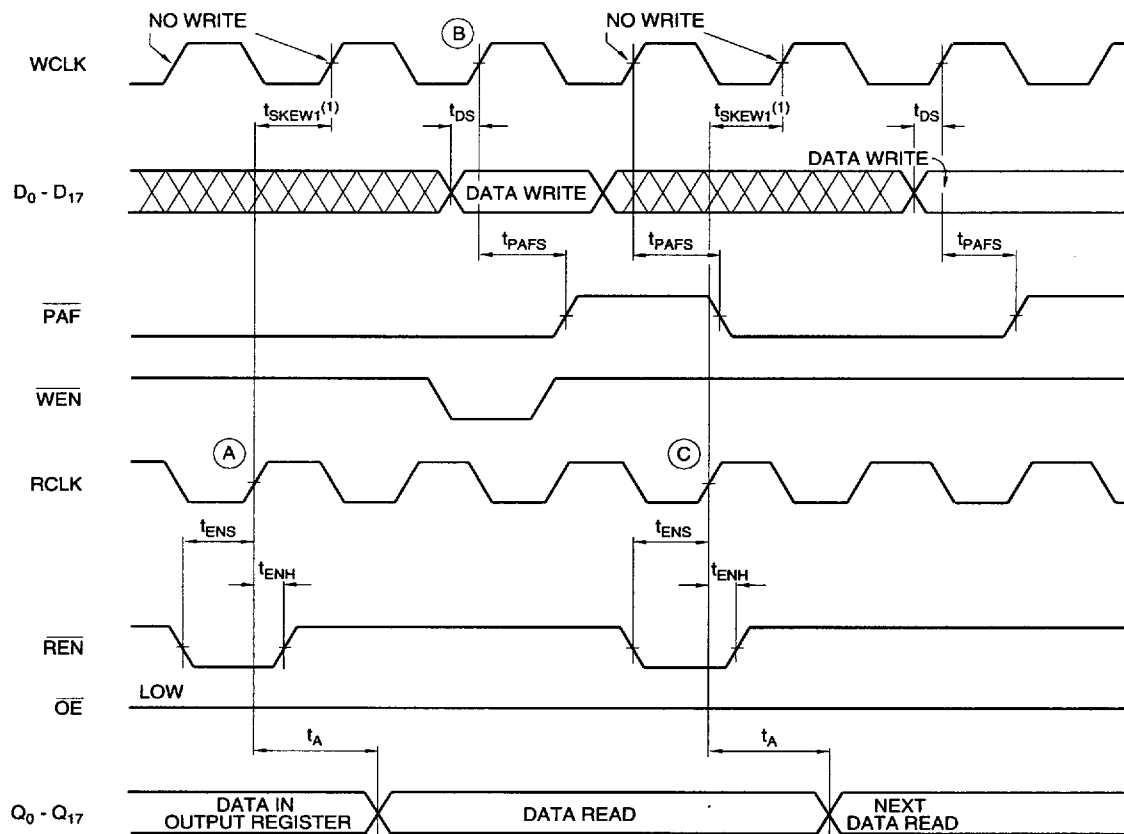 NO WRITE
B
NO WRITE
WCLK
tSKEW1(1)
tDS
tSKEW1(1)
tDS
D0 - D17
DATA WRITE
DATA WRITE
tPAFS
tPAFS
tPAFS
PAF
WEN
A
C
RCLK
tENS
tENS
tENH
tENH
REN
LOW
OE
tA
tA
Q0 - Q17
DATA IN
OUTPUT REGISTER
DATA READ
NEXT
DATA READ